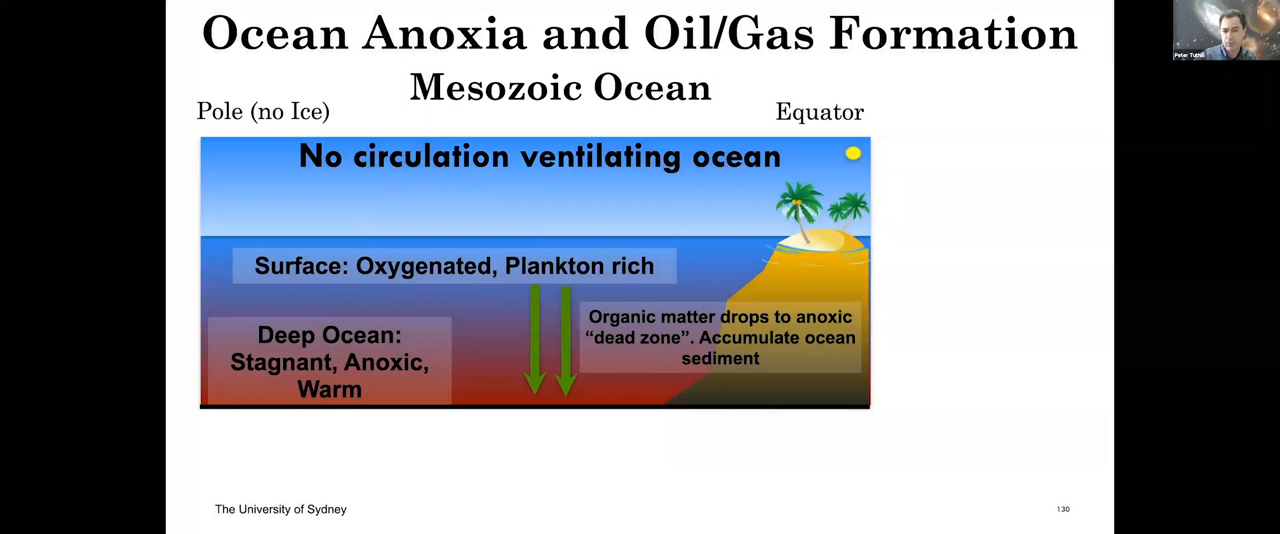 Ocean Anoxia and Oil/Gas Formation
Mesozoic Ocean
Pole (no Ice)
Equator
No circulation ventilating ocean
Surface: Oxygenated, Plankton rich
Organic matter drops to anoxic
“dead zone”. Accumulate ocean
sediment
Deep Ocean:
Stagnant, Anoxic,
Warm
The University of Sydney
130
Peter Tuthill